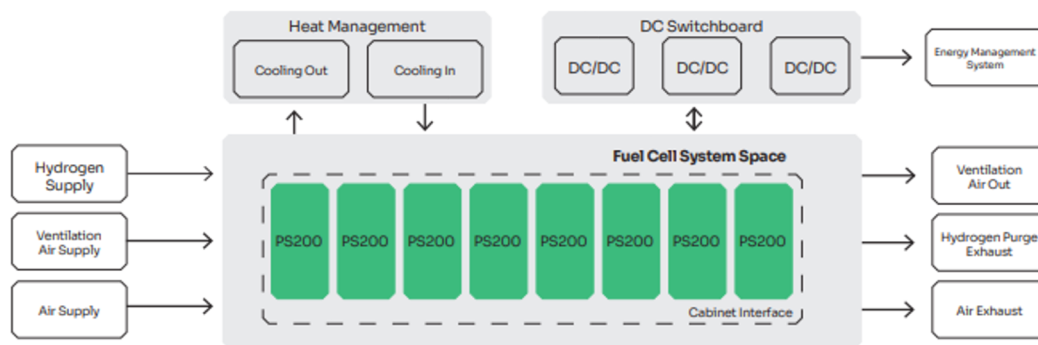 Heat Management
Cooling Out
Cooling In
DC Switchboard
DC/DC
DC/DC
DC/DC
Energy Management
System
Fuel Cell System Space
Hydrogen
Supply
Ventilation
Air Supply
Air Supply
PS200
PS200
PS200
PS200
PS200
PS200
PS200
PS200
Cabinet Interface
Ventilation
Air Out
Hydrogen Purge
Exhaust
Air Exhaust